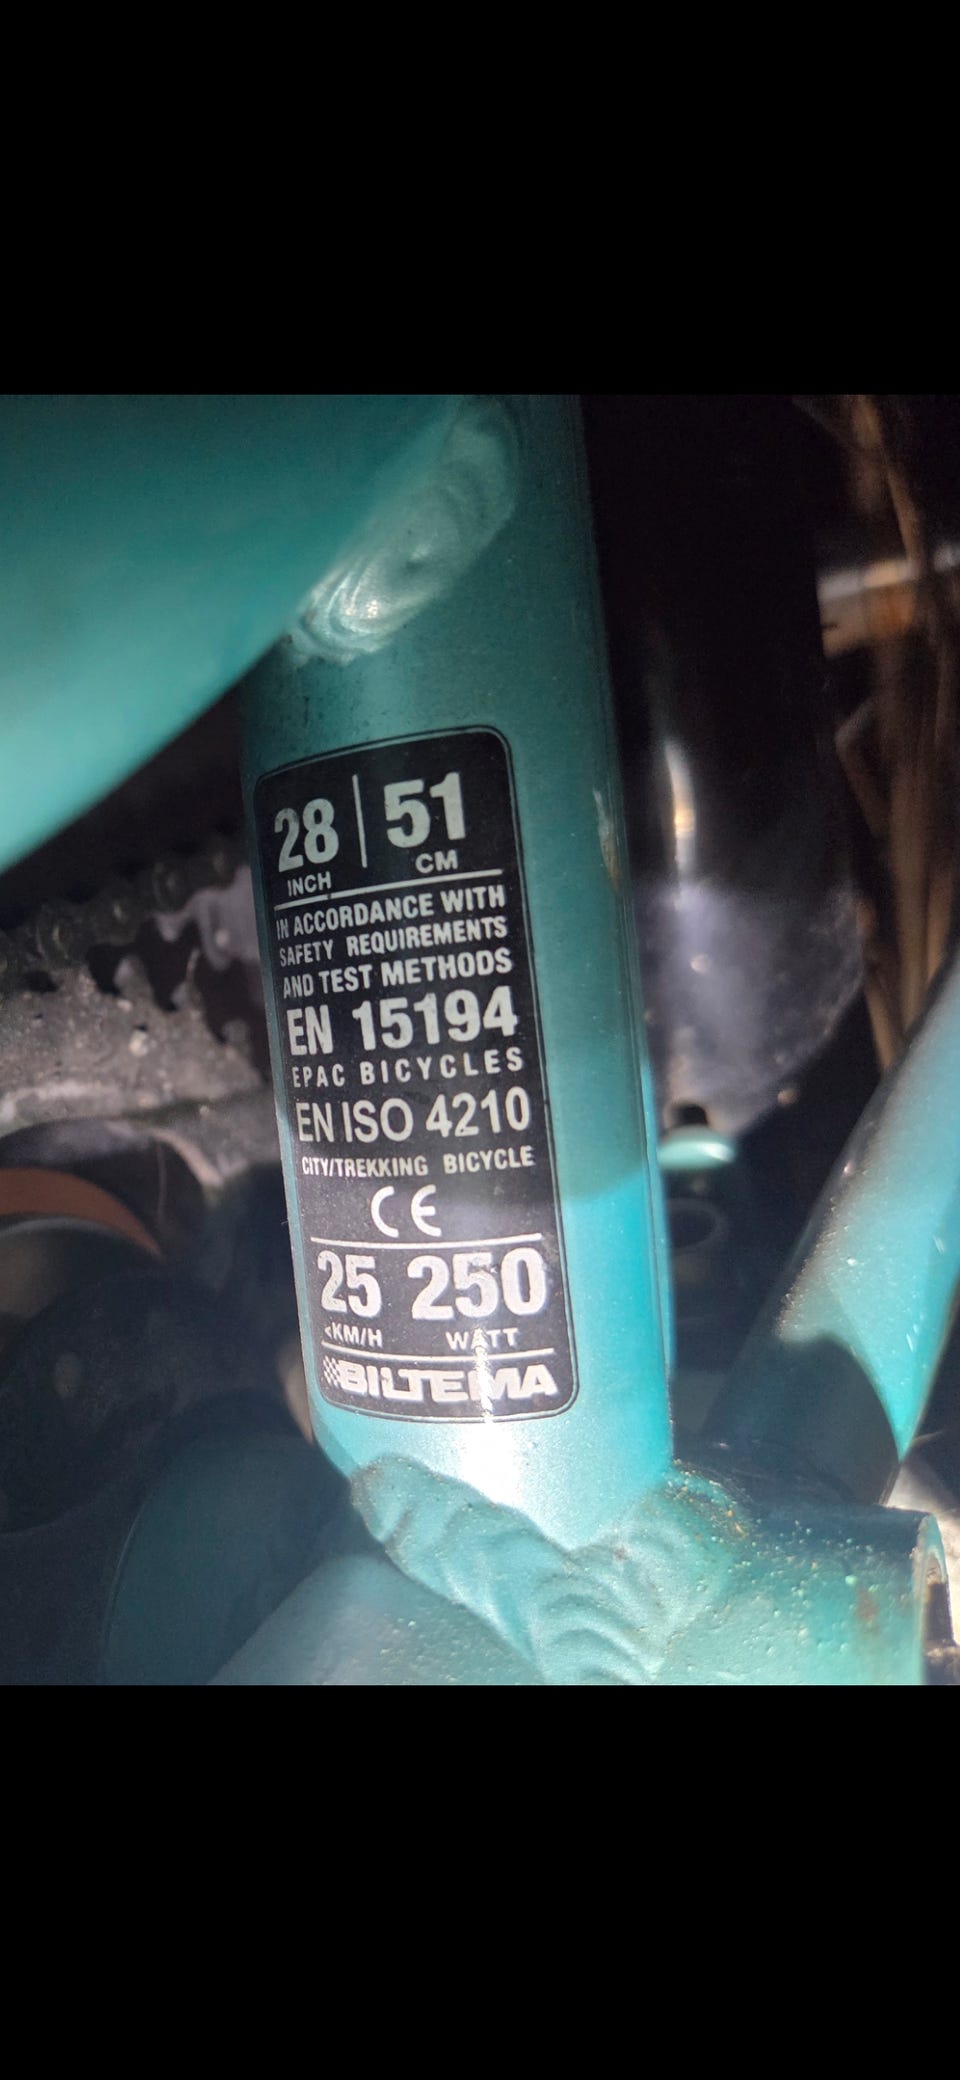 28 | 51
INCH CM
IN ACCORDANCE WITH
SAFETY REQUIREMENTS
AND TEST METHODS
EN 15194
EPAC BICYCLES
EN ISO 4210
CITY/TREKKING BICYCLE
CE
25 250
<KM/H WATT
BILTEMA